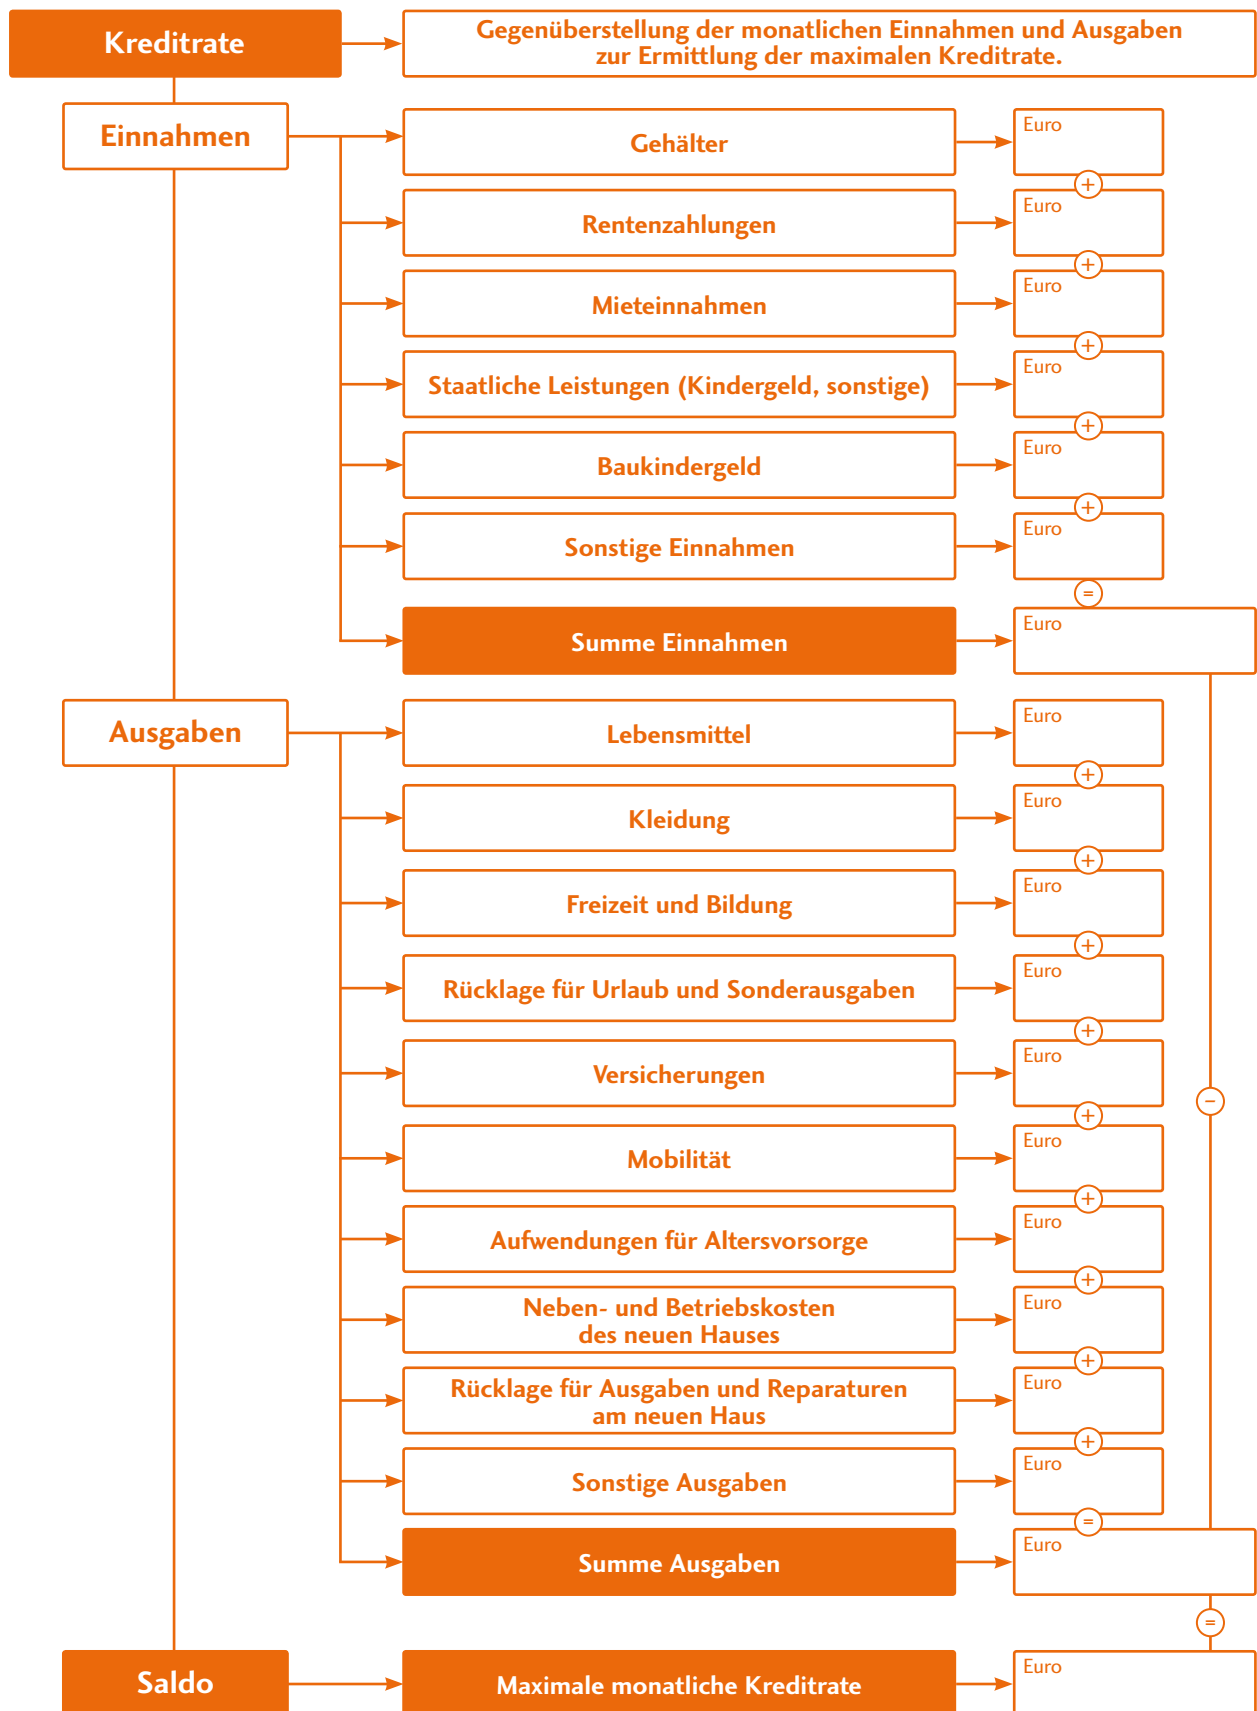 Kreditrate
Gegenüberstellung der monatlichen Einnahmen und Ausgaben
zur Ermittlung der maximalen Kreditrate.
Einnahmen
Gehälter
Euro
+
Rentenzahlungen
Euro
+
Mieteinnahmen
Euro
+
Staatliche Leistungen (Kindergeld, sonstige)
Euro
+
Baukindergeld
Euro
+
Sonstige Einnahmen
Euro
=
Summe Einnahmen
Euro
Ausgaben
Lebensmittel
Euro
+
Kleidung
Euro
+
Freizeit und Bildung
Euro
+
Rücklage für Urlaub und Sonderausgaben
Euro
+
Versicherungen
Euro
–
+
Mobilität
Euro
+
Aufwendungen für Altersvorsorge
Euro
+
Neben- und Betriebskosten
des neuen Hauses
Euro
+
Rücklage für Ausgaben und Reparaturen
am neuen Haus
Euro
+
Sonstige Ausgaben
Euro
=
Summe Ausgaben
Euro
=
Saldo
Maximale monatliche Kreditrate
Euro